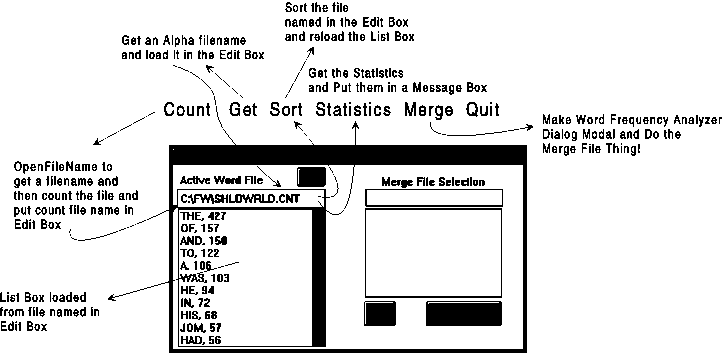 Sort the file
named in the Edit Box
and reload the List Box
Get an Alpha filename
and load It in the Edit Box
Get the Statistics
and Put them in a Message Box
Count Get Sort Statistics Merge Quit
Make Word Frequency Analyzer
Dialog Modal and Do the
Merge File Thing!
OpenFileName to
get a filename and
then count the file and
put count file name in
Edit Box
Active Word File
Merge File Selection
C:\FW\SHLDWRLD.CNT
THE, 427
OF, 157
AND, 150
TO, 122
A, 106
WAS, 103
HE, 94
IN, 72
HIS, 68
JOM, 57
HAD, 56
List Box loaded
from file named in
Edit Box